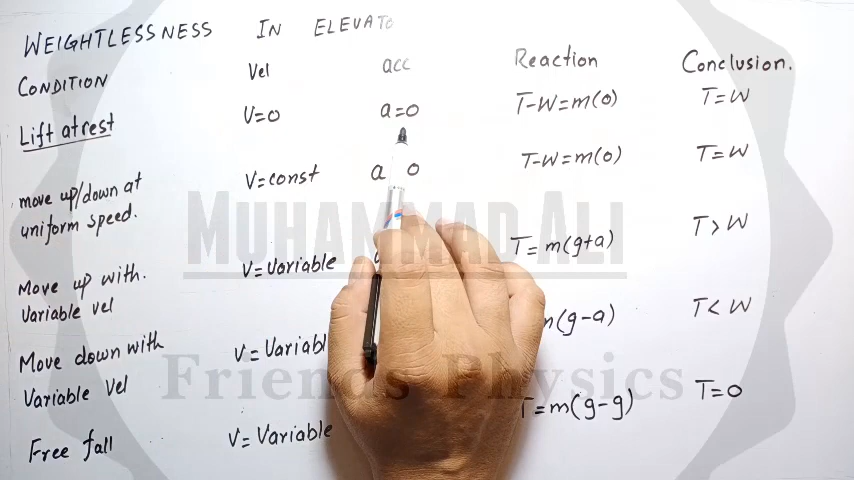 WEIGHTLESSNESS IN ELEVATO
CONDITION Vel acc Reaction Conclusion.
Lift at rest V=0 a=0 T-W=m(0) T=W
move up/down at
uniform speed. V=const a 0 T-W=m(0) T=W
Move up with.
Variable vel V=Variable T=m(g+a) T>W
Move down with
Variable Vel V=Variabl m(g-a) T<W
Free fall V=Variable T=m(g-g) T=0
MUHAMMAD ALI
Friends Physics